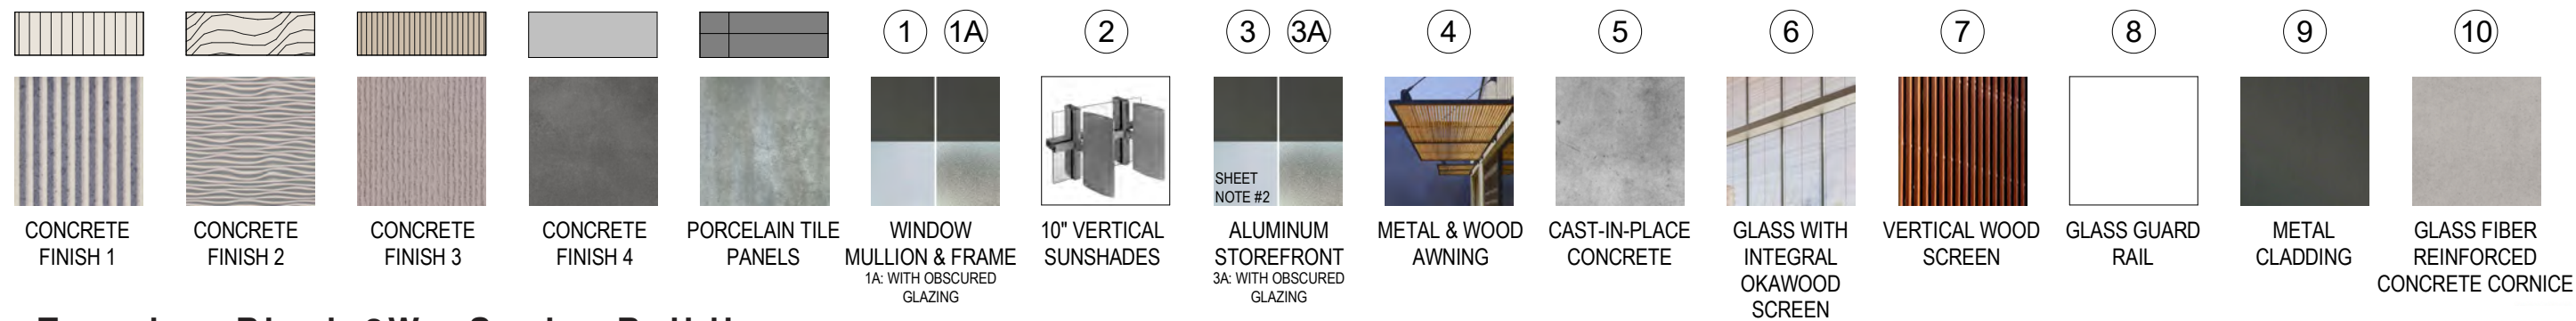 1 1A 2 3 3A 4 5 6 7 8 9 10
SHEET
NOTE #2
CONCRETE
FINISH 1
CONCRETE
FINISH 2
CONCRETE
FINISH 3
CONCRETE
FINISH 4
PORCELAIN TILE
PANELS
WINDOW
MULLION & FRAME
1A: WITH OBSCURED
GLAZING
10" VERTICAL
SUNSHADES
ALUMINUM
STOREFRONT
3A: WITH OBSCURED
GLAZING
METAL & WOOD
AWNING
CAST-IN-PLACE
CONCRETE
GLASS WITH
INTEGRAL
OKAWOOD
SCREEN
VERTICAL WOOD
SCREEN
GLASS GUARD
RAIL
METAL
CLADDING
GLASS FIBER
REINFORCED
CONCRETE CORNICE